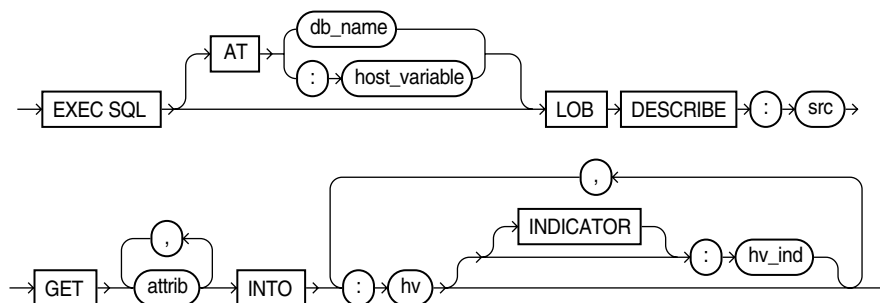 db_name
AT
: host_variable
EXEC SQL LOB DESCRIBE : src
,
, INDICATOR
: hv_ind
GET attrib INTO : hv